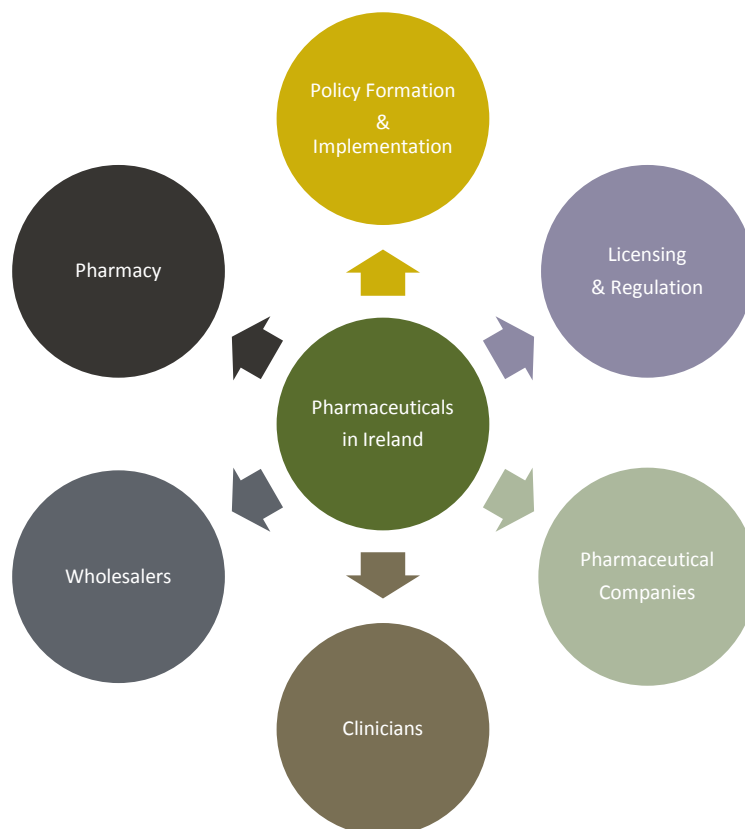 Policy Formation
&
Implementation
Pharmacy
Licensing
& Regulation
Pharmaceuticals
in Ireland
Wholesalers
Pharmaceutical
Companies
Clinicians